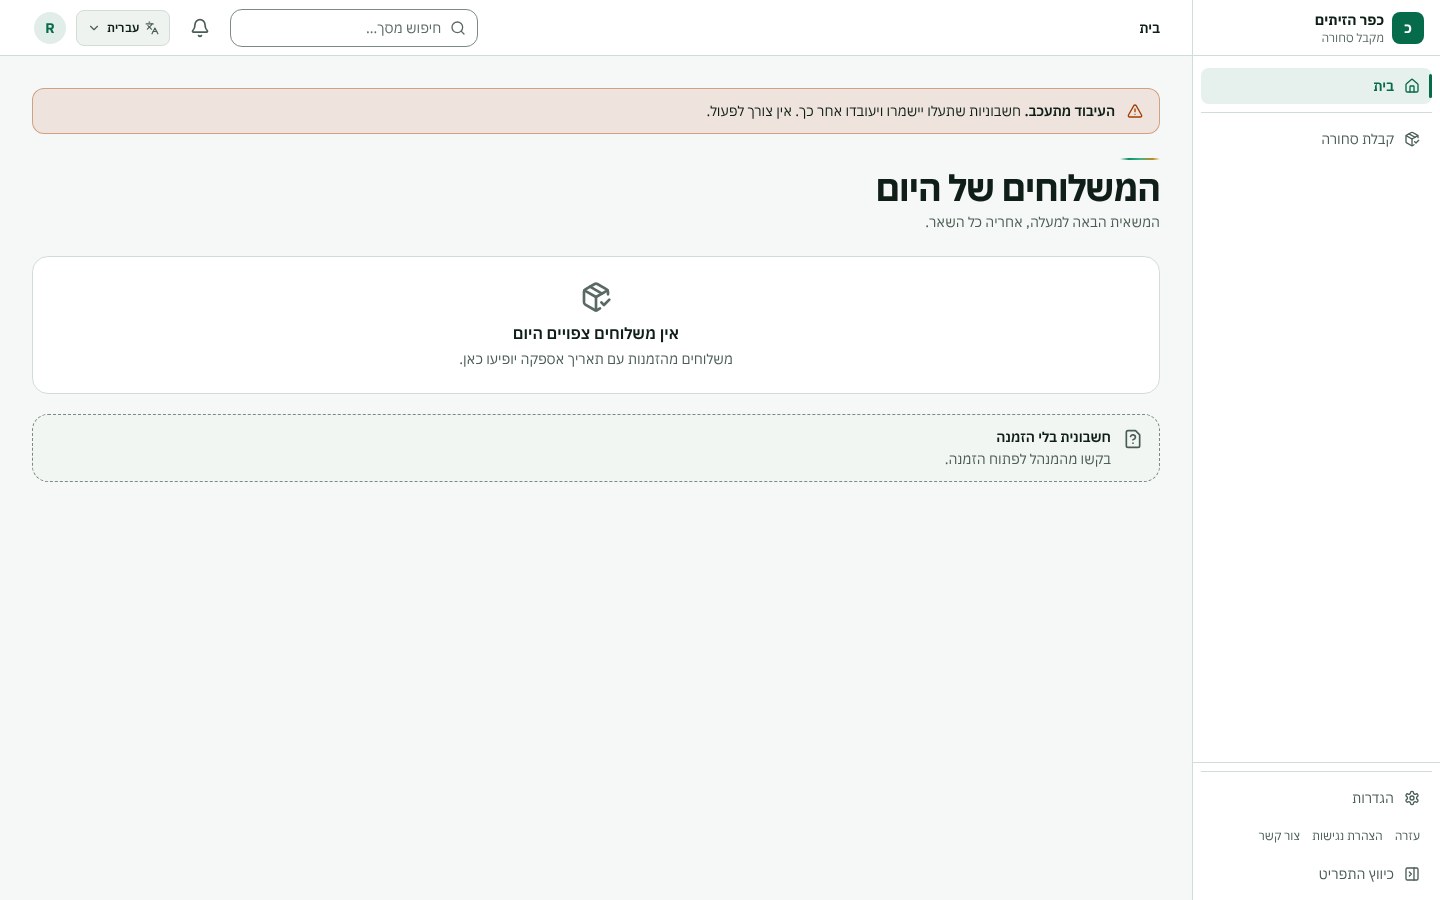 כ
כפר הזיתים
מקבל סחורה
בית
קבלת סחורה
הגדרות
עזרה הצהרת נגישות צור קשר
כיווץ התפריט
בית
חיפוש מסך...
עברית
R
העיבוד מתעכב. חשבוניות שתעלו יישמרו ויעובדו אחר כך. אין צורך לפעול.
המשלוחים של היום
המשאית הבאה למעלה, אחריה כל השאר.
אין משלוחים צפויים היום
משלוחים מהזמנות עם תאריך אספקה יופיעו כאן.
חשבונית בלי הזמנה
בקשו מהמנהל לפתוח הזמנה.